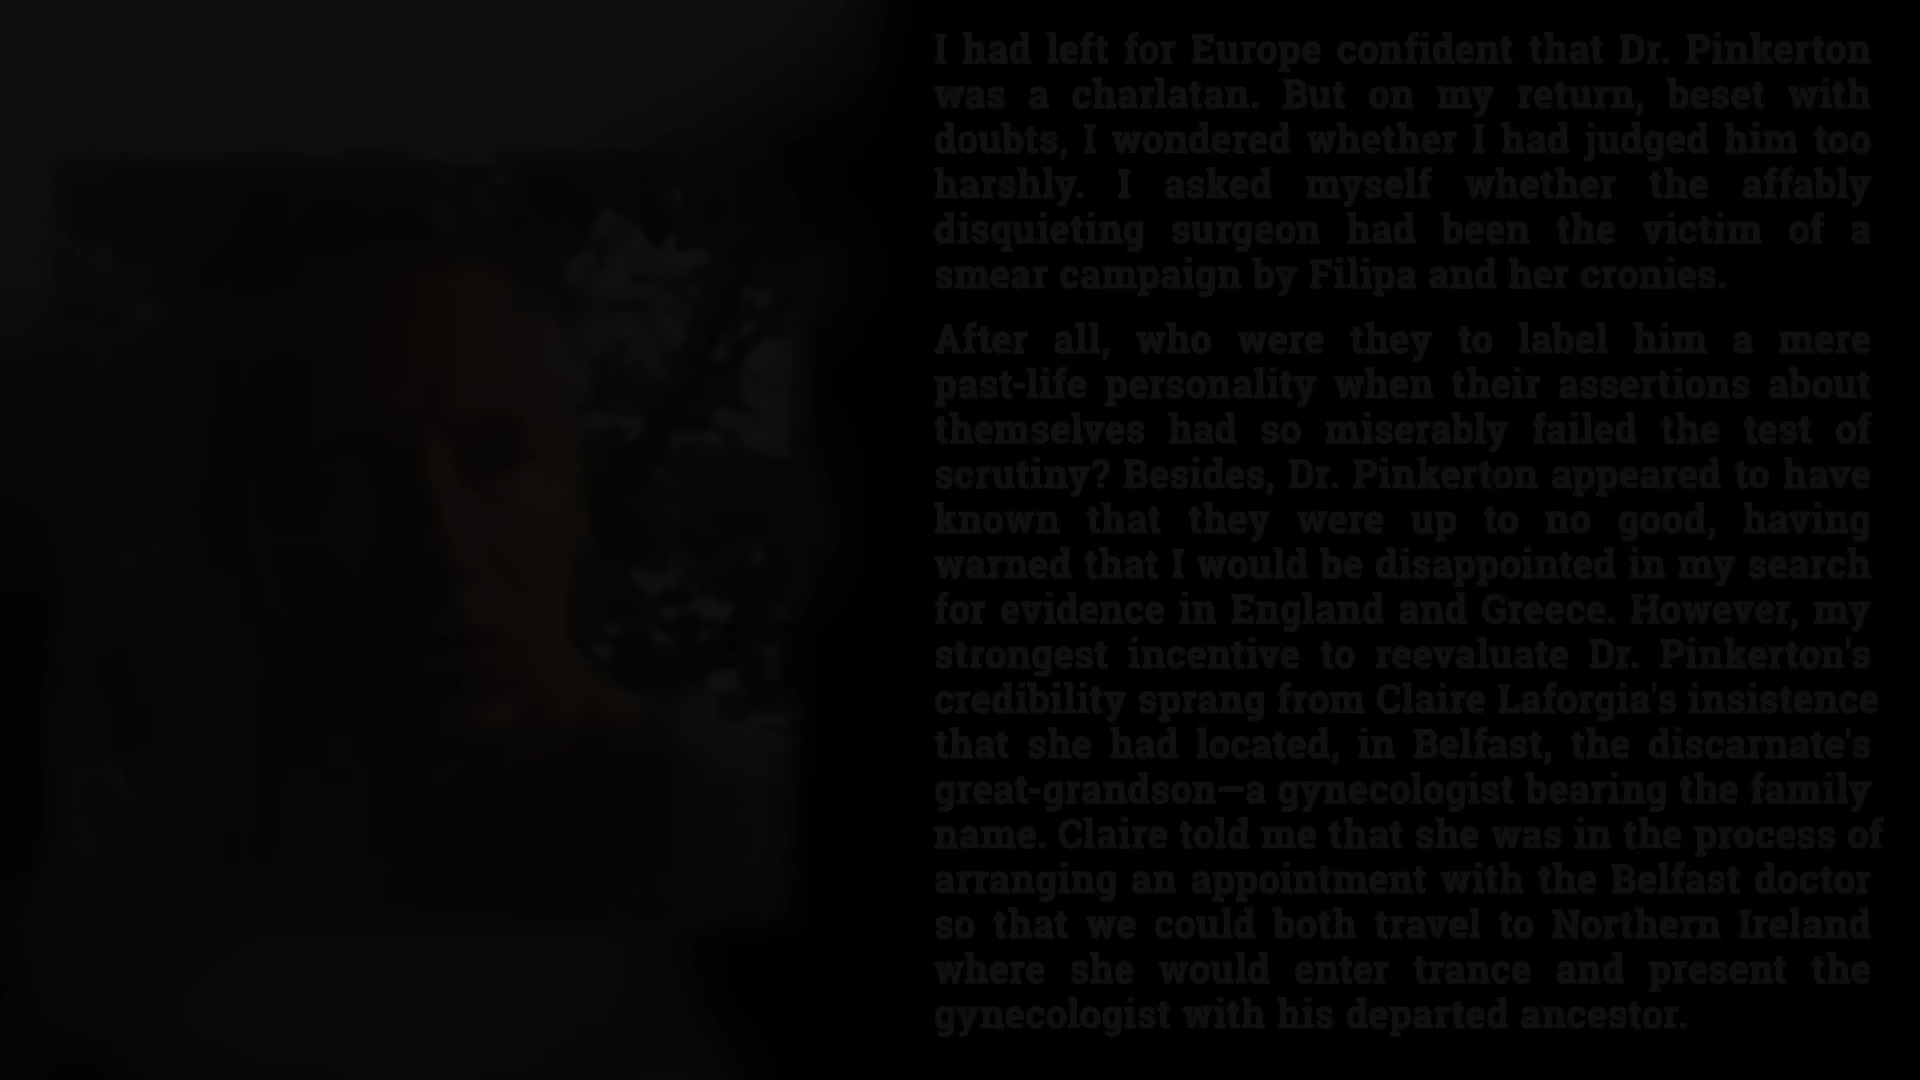 I had left for Europe confident that Dr. Pinkerton
was a charlatan. But on my return, beset with
doubts, I wondered whether I had judged him too
harshly. I asked myself whether the affably
disquieting surgeon had been the victim of a
smear campaign by Filipa and her cronies.
After all, who were they to label him a mere
past-life personality when their assertions about
themselves had so miserably failed the test of
scrutiny? Besides, Dr. Pinkerton appeared to have
known that they were up to no good, having
warned that I would be disappointed in my search
for evidence in England and Greece. However, my
strongest incentive to reevaluate Dr. Pinkerton's
credibility sprang from Claire Laforgia's insistence
that she had located, in Belfast, the discarnate's
great-grandson—a gynecologist bearing the family
name. Claire told me that she was in the process of
arranging an appointment with the Belfast doctor
so that we could both travel to Northern Ireland
where she would enter trance and present the
gynecologist with his departed ancestor.